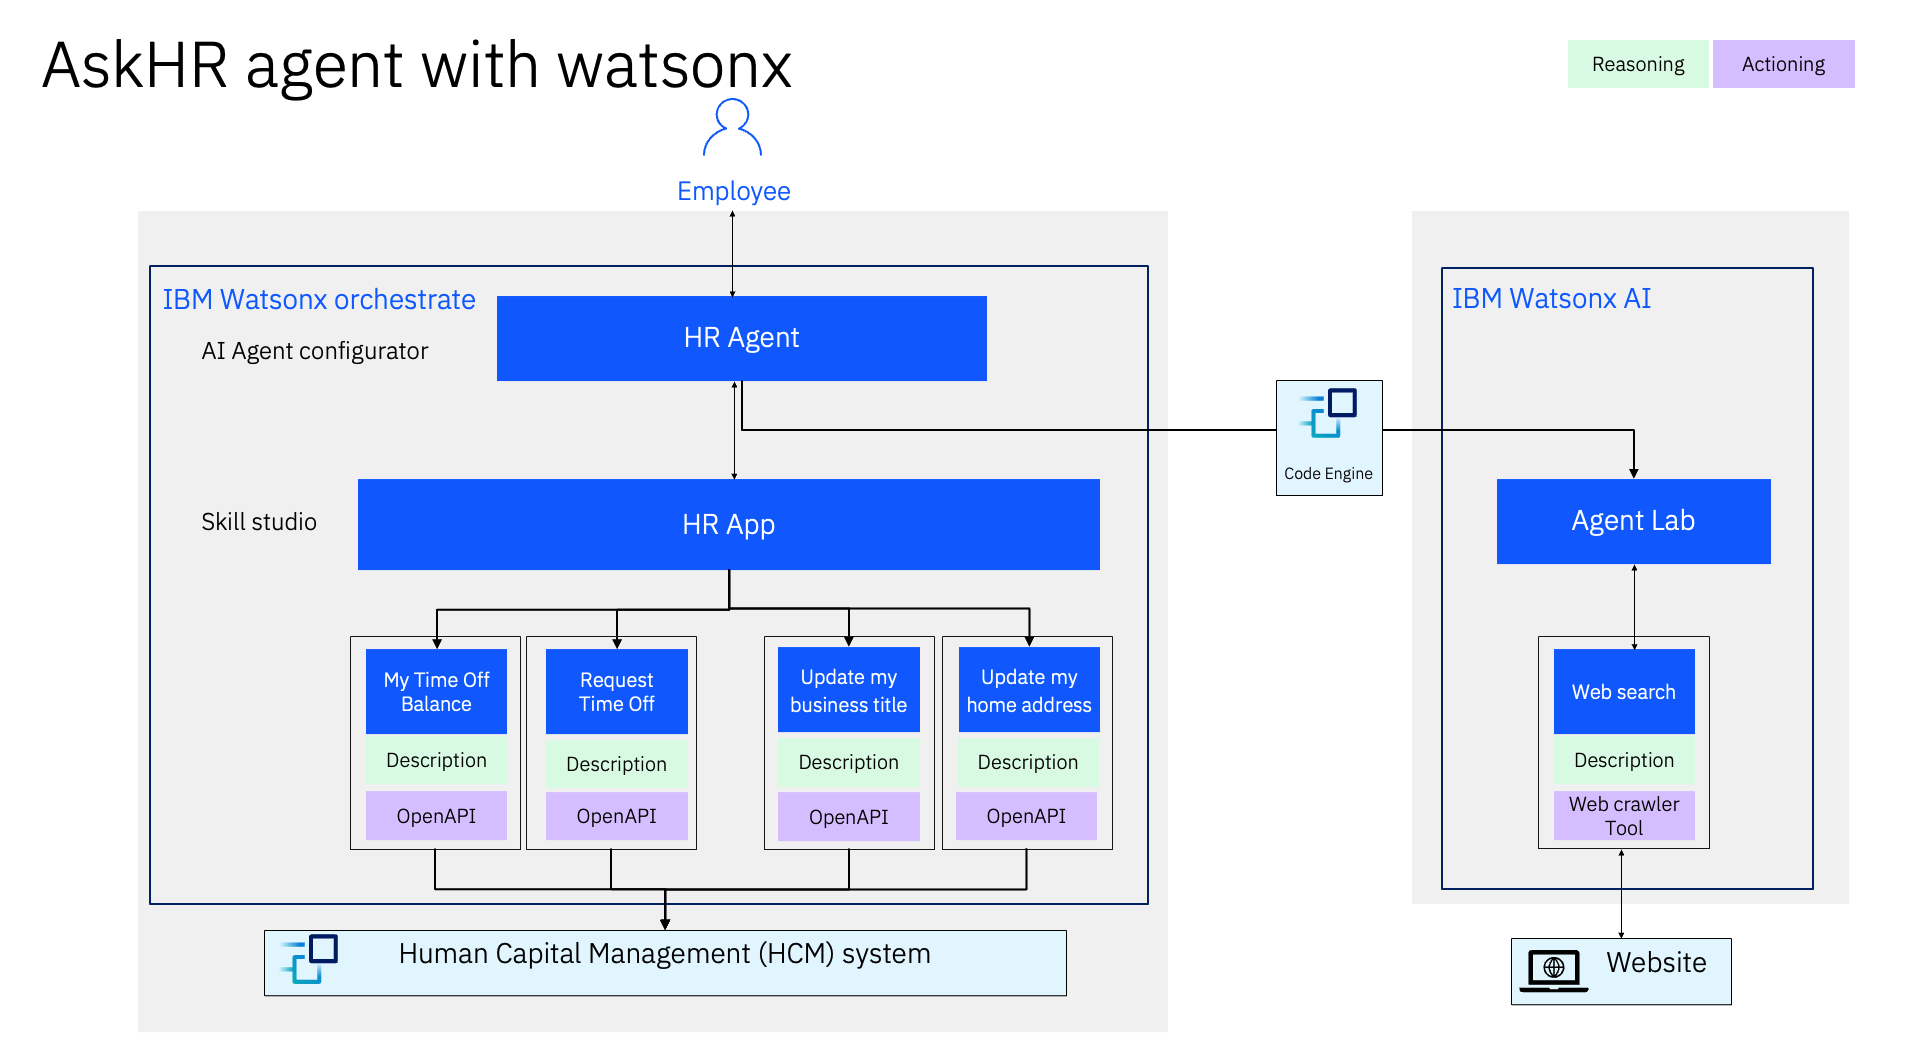 AskHR agent with watsonx
Reasoning
Actioning
Employee
IBM Watsonx orchestrate
AI Agent configurator
HR Agent
Skill studio
HR App
My Time Off
Balance
Description
OpenAPI
Request
Time Off
Description
OpenAPI
Update my
business title
Description
OpenAPI
Update my
home address
Description
OpenAPI
Human Capital Management (HCM) system
Code Engine
IBM Watsonx AI
Agent Lab
Web search
Description
Web crawler
Tool
Website